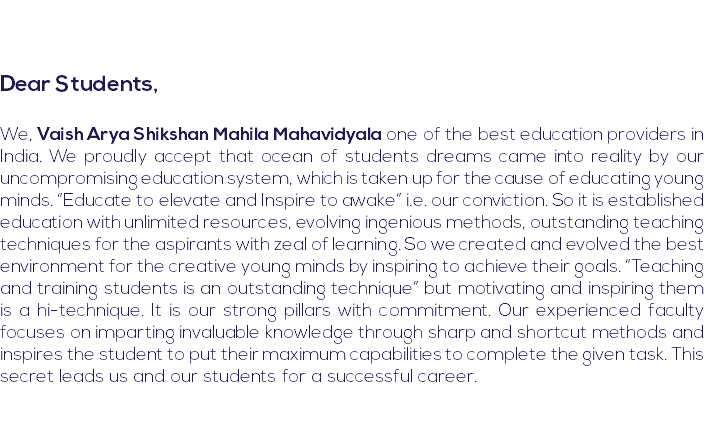 Dear Students,
We, Vaish Arya Shikshan Mahila Mahavidyala one of the best education providers in
India. We proudly accept that ocean of students dreams came into reality by our
uncompromising education system, which is taken up for the cause of educating young
minds. “Educate to elevate and Inspire to awake” i.e. our conviction. So it is established
education with unlimited resources, evolving ingenious methods, outstanding teaching
techniques for the aspirants with zeal of learning. So we created and evolved the best
environment for the creative young minds by inspiring to achieve their goals. “Teaching
and training students is an outstanding technique” but motivating and inspiring them
is a hi-technique. It is our strong pillars with commitment. Our experienced faculty
focuses on imparting invaluable knowledge through sharp and shortcut methods and
inspires the student to put their maximum capabilities to complete the given task. This
secret leads us and our students for a successful career.